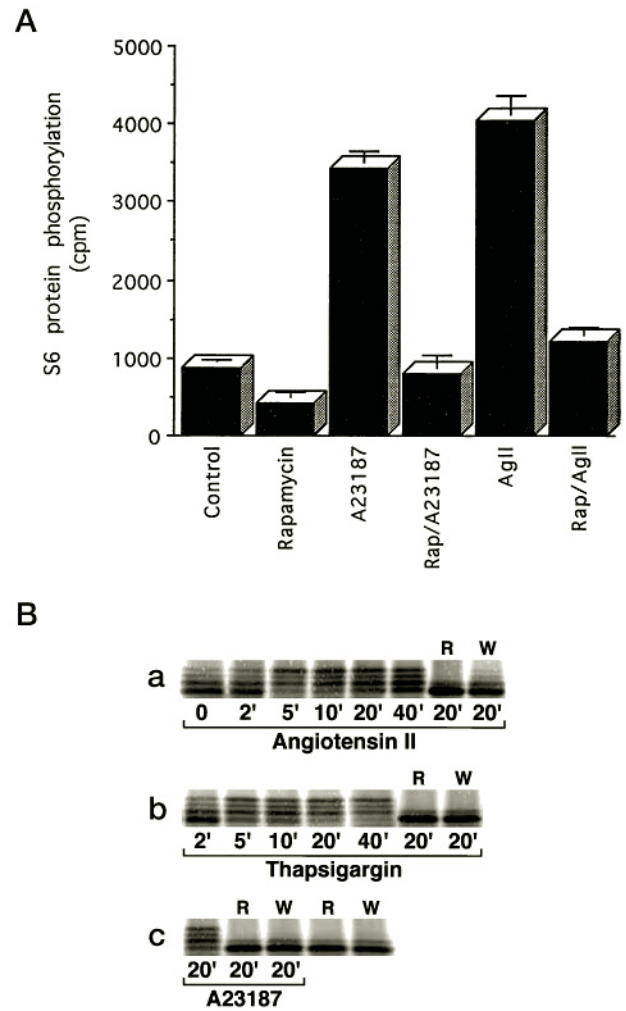 A
S6 protein phosphorylation
(cpm)
5000
4000
3000
2000
1000
0
Control
Rapamycin
A23187
Rap/A23187
AgII
Rap/AgII
B
R W
a
0 2' 5' 10' 20' 40' 20' 20'
Angiotensin II
R W
b
2' 5' 10' 20' 40' 20' 20'
Thapsigargin
R W R W
c
20' 20' 20'
A23187